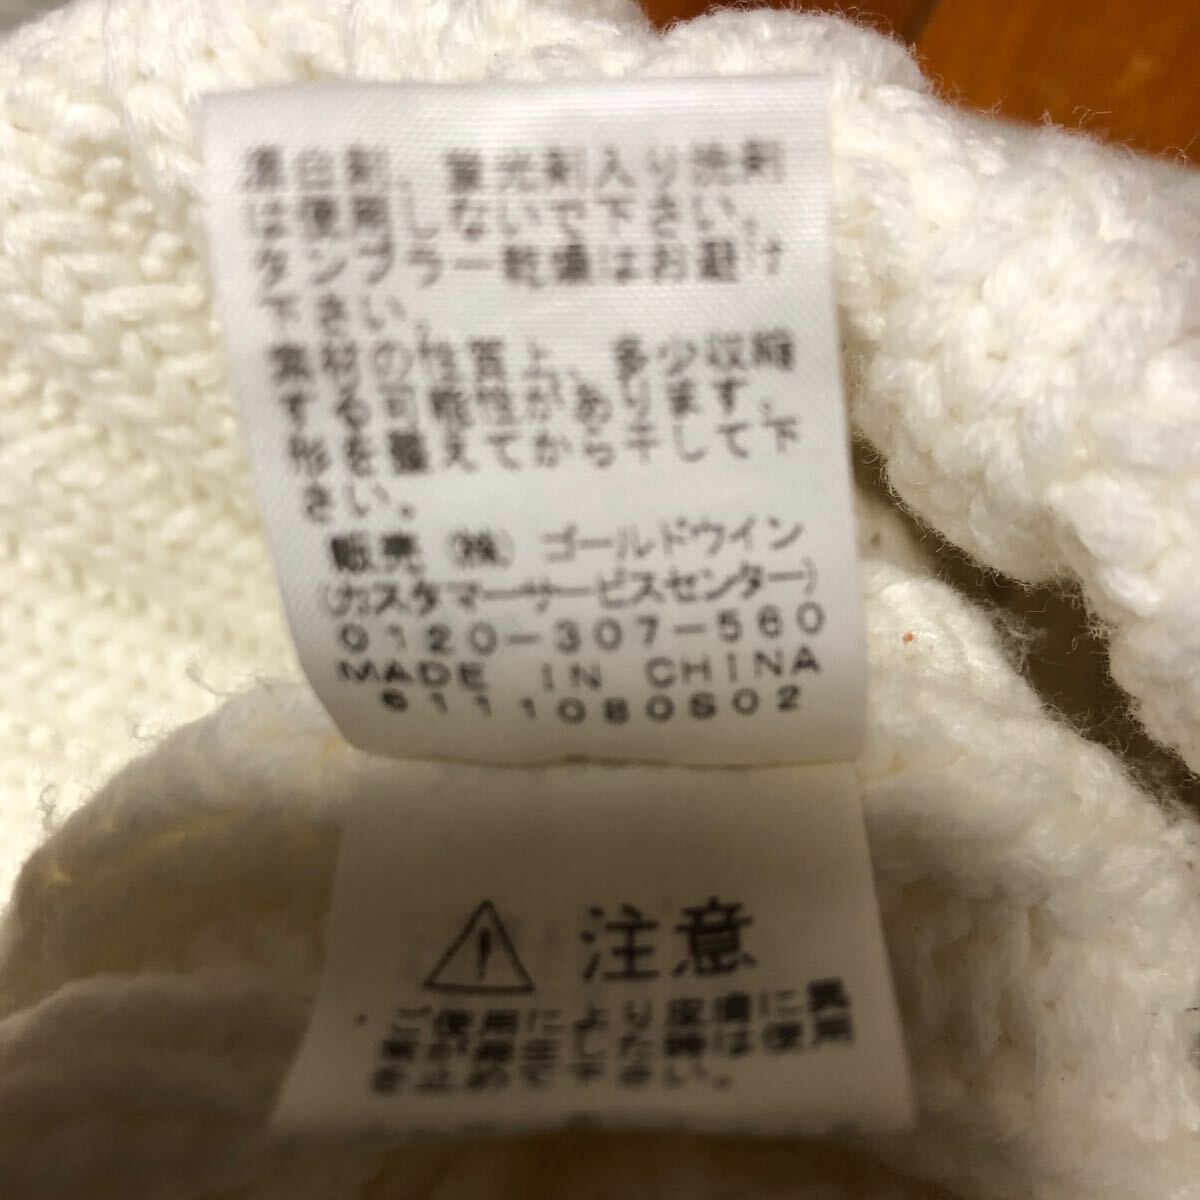 漂白剤、蛍光剤入り洗剤
は使用しないで下さい。
タンブラー乾燥はお避け
下さい。
素材の性質上、多少収縮
する可能性があります。
形を整えてから干して下
さい。
販売 (株) ゴールドウイン
(カスタマーサービスセンター)
0120-307-560
MADE IN CHINA
6111080S02
注意
ご使用により皮膚に異
常が発生した時は使用
を止めて下さい。